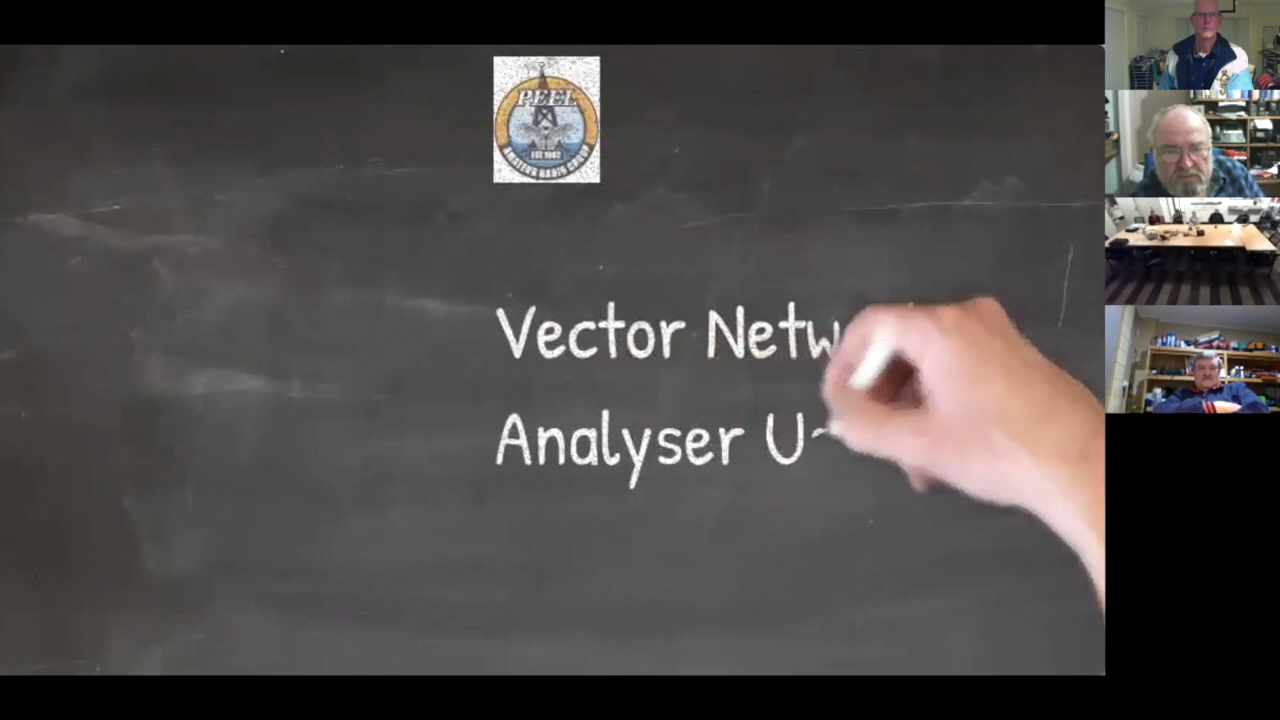 PEEL
EST 1982
AMATEUR RADIO GROUP
Vector Netw
Analyser U